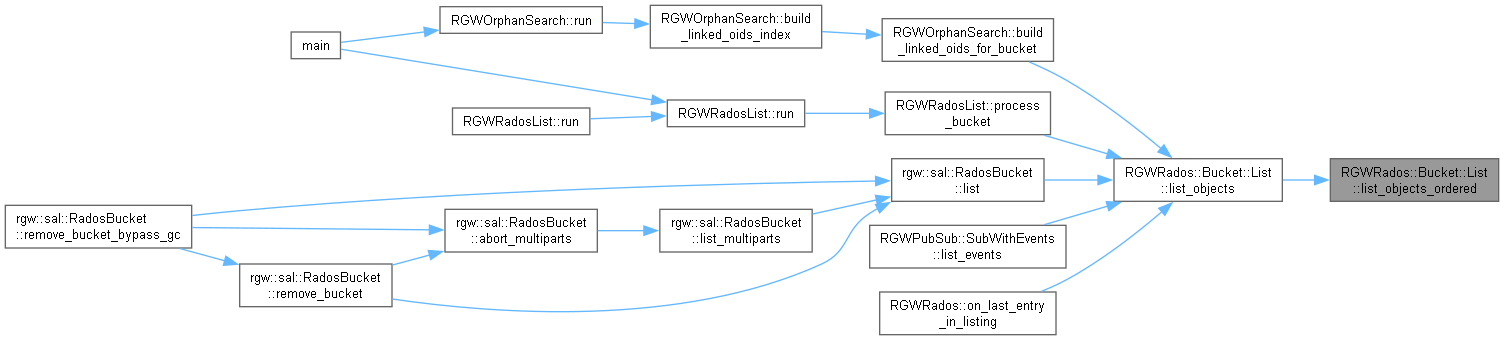 RGWOrphanSearch::run
RGWOrphanSearch::build
_linked_oids_index
RGWOrphanSearch::build
_linked_oids_for_bucket
main
RGWRadosList::process
_bucket
RGWRadosList::run
RGWRadosList::run
rgw::sal::RadosBucket
::list
RGWRados::Bucket::List
::list_objects
RGWRados::Bucket::List
::list_objects_ordered
rgw::sal::RadosBucket
::remove_bucket_bypass_gc
rgw::sal::RadosBucket
::abort_multiparts
rgw::sal::RadosBucket
::list_multiparts
RGWPubSub::SubWithEvents
::list_events
rgw::sal::RadosBucket
::remove_bucket
RGWRados::on_last_entry
_in_listing